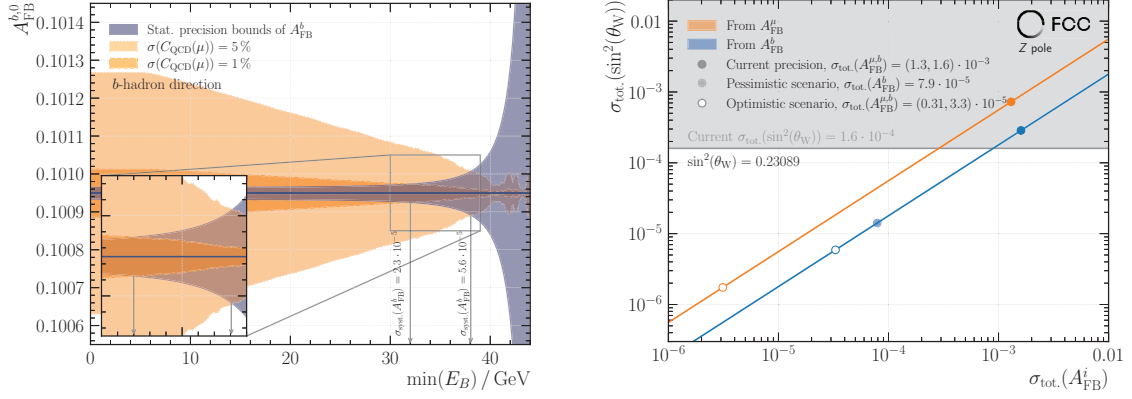 A_FB^{b,0}
0.1014
0.1013
0.1012
0.1011
0.1010
0.1009
0.1008
0.1007
0.1006
Stat. precision bounds of A_FB^b
σ(C_QCD(μ)) = 5 %
σ(C_QCD(μ)) = 1 %
b-hadron direction
σ_syst.(A_FB^b) = 2.3 · 10^-5
σ_syst.(A_FB^b) = 5.6 · 10^-5
0 10 20 30 40
min(E_B) / GeV
σ_tot.(sin²(θ_W))
0.01
10^-3
10^-4
10^-5
10^-6
From A_FB^μ
From A_FB^b
Current precision, σ_tot.(A_FB^{μ,b}) = (1.3, 1.6) · 10^-3
Pessimistic scenario, σ_tot.(A_FB^b) = 7.9 · 10^-5
Optimistic scenario, σ_tot.(A_FB^{μ,b}) = (0.31, 3.3) · 10^-5
FCC
Z pole
Current σ_tot.(sin²(θ_W)) = 1.6 · 10^-4
sin²(θ_W) = 0.23089
10^-6 10^-5 10^-4 10^-3 0.01
σ_tot.(A_FB^i)